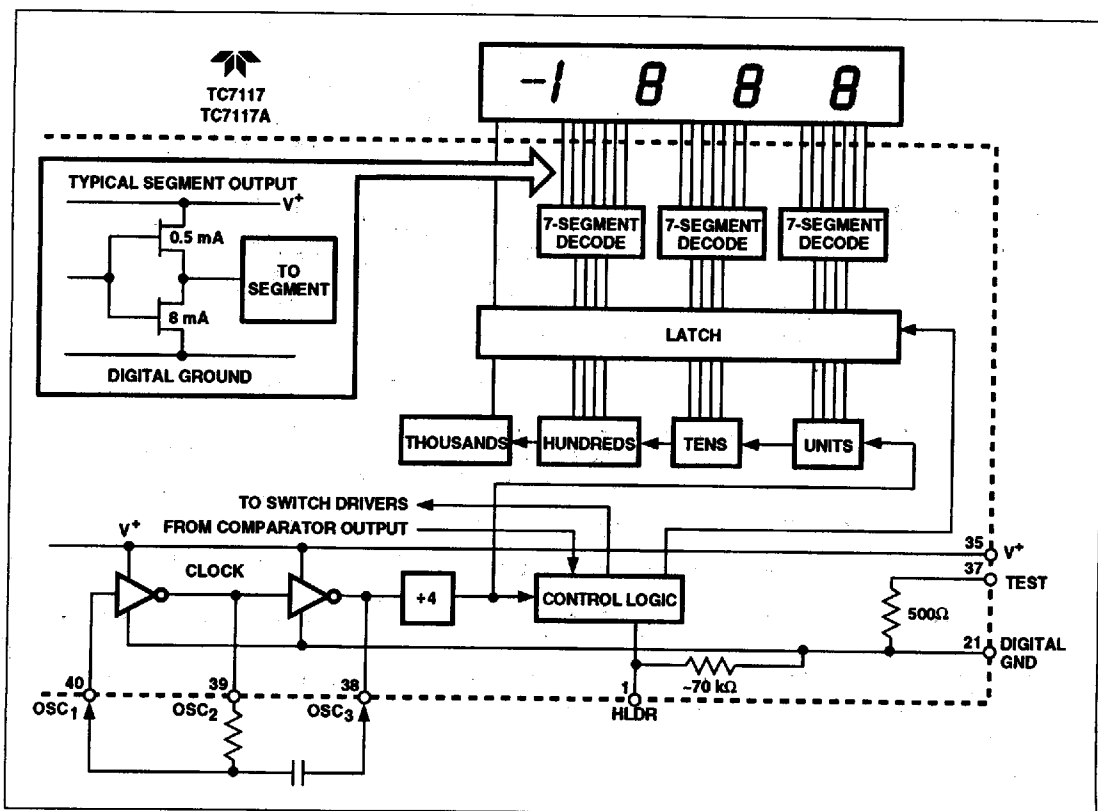 TC7117
TC7117A
-1 8 8 8
TYPICAL SEGMENT OUTPUT
V+
0.5 mA
TO
SEGMENT
8 mA
DIGITAL GROUND
7-SEGMENT
DECODE
7-SEGMENT
DECODE
7-SEGMENT
DECODE
LATCH
THOUSANDS
HUNDREDS
TENS
UNITS
TO SWITCH DRIVERS
FROM COMPARATOR OUTPUT
V+
CLOCK
÷4
CONTROL LOGIC
35
V+
37
TEST
500Ω
21
DIGITAL
GND
~70 kΩ
40
OSC1
39
OSC2
38
OSC3
1
HLDR